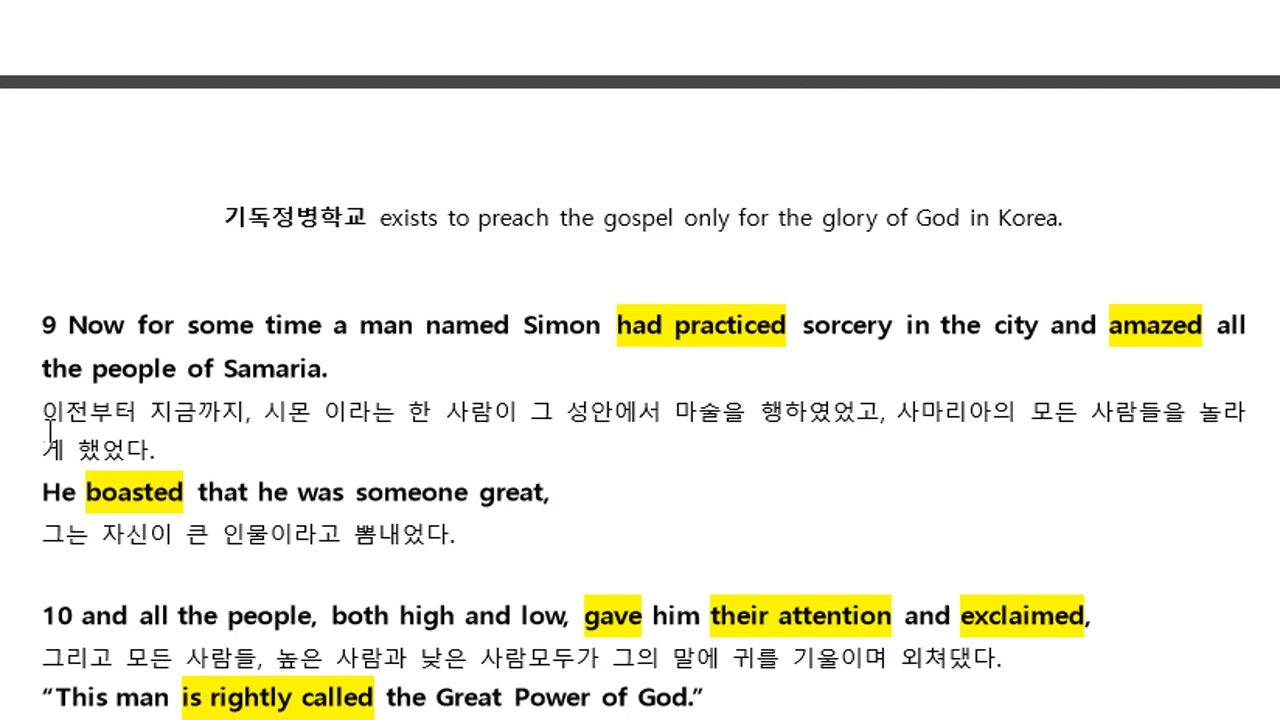 기독정병학교 exists to preach the gospel only for the glory of God in Korea.
9 Now for some time a man named Simon had practiced sorcery in the city and amazed all
the people of Samaria.
이전부터 지금까지, 시몬 이라는 한 사람이 그 성안에서 마술을 행하였었고, 사마리아의 모든 사람들을 놀라
게 했었다.
He boasted that he was someone great,
그는 자신이 큰 인물이라고 뽐내었다.
10 and all the people, both high and low, gave him their attention and exclaimed,
그리고 모든 사람들, 높은 사람과 낮은 사람모두가 그의 말에 귀를 기울이며 외쳐댔다.
“This man is rightly called the Great Power of God.”